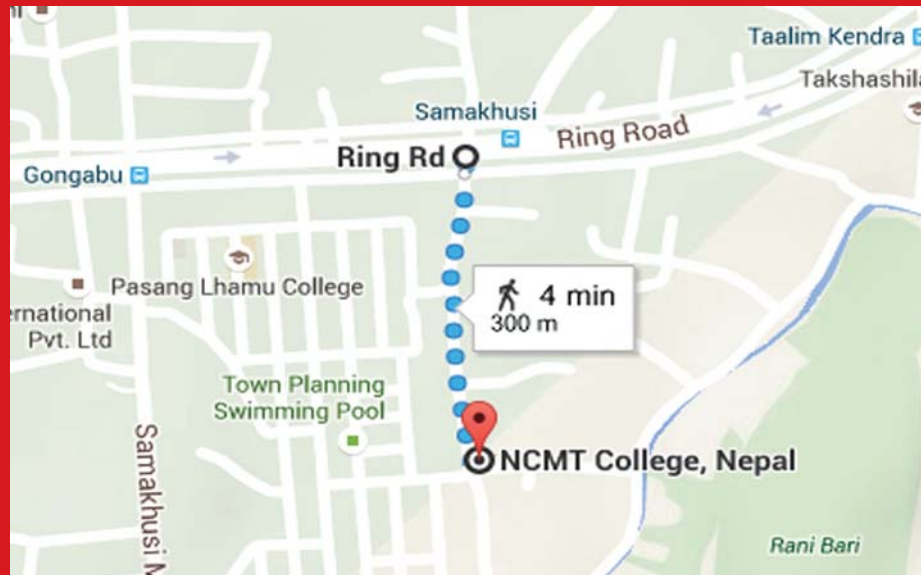 Taalim Kendra
Takshashila
Samakhusi
Ring Road
Ring Rd
Gongabu
Pasang Lhamu College
4 min
300 m
ernational
Pvt. Ltd
Town Planning
Swimming Pool
Samakhusi M
NCMT College, Nepal
Rani Bari